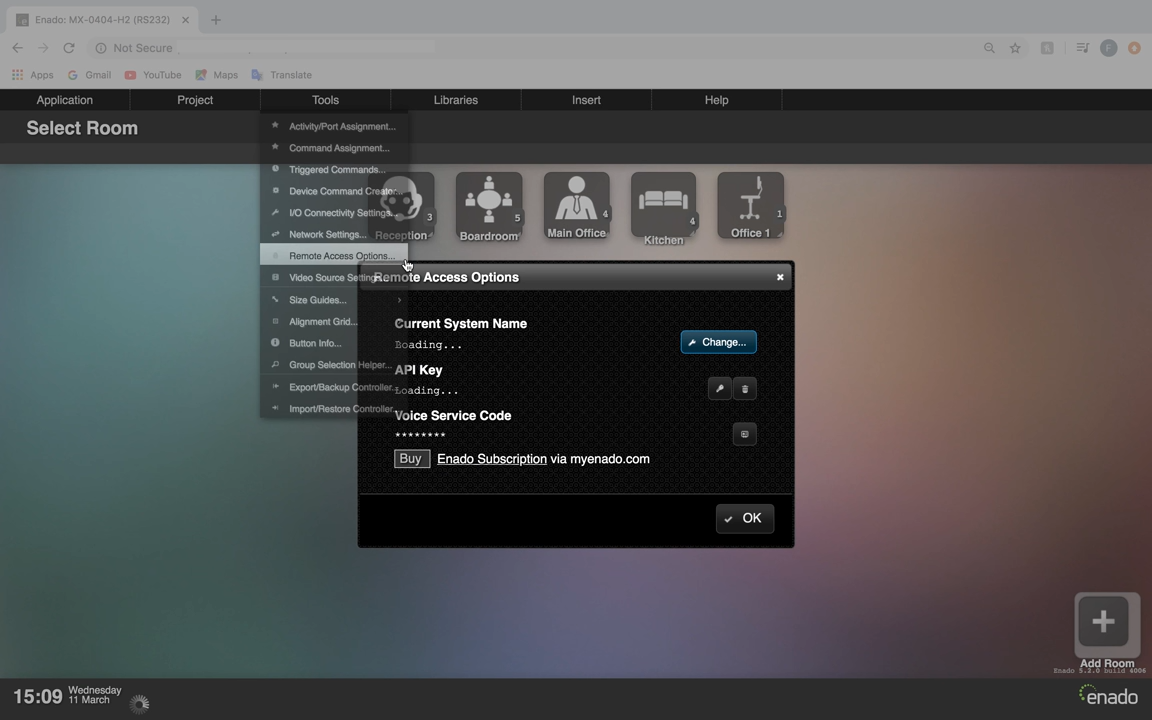 Enado: MX-0404-H2 (RS232)
Not Secure
Apps Gmail YouTube Maps Translate
Application Project Tools Libraries Insert Help
Select Room
Activity/Port Assignment...
Command Assignment...
Triggered Commands...
Device Command Creator...
I/O Connectivity Settings...
Network Settings...
Remote Access Options...
Video Source Settings...
Size Guides...
Alignment Grid...
Button Info...
Group Selection Helper...
Export/Backup Controller...
Import/Restore Controller...
Reception 3
Boardroom 5
Main Office 4
Kitchen 4
Office 1 1
Remote Access Options
Current System Name
Loading...
Change...
API Key
Loading...
Voice Service Code
********
Buy Enado Subscription via myenado.com
OK
Add Room
Enado 5.2.0 build 4006
15:09 Wednesday
11 March
enado